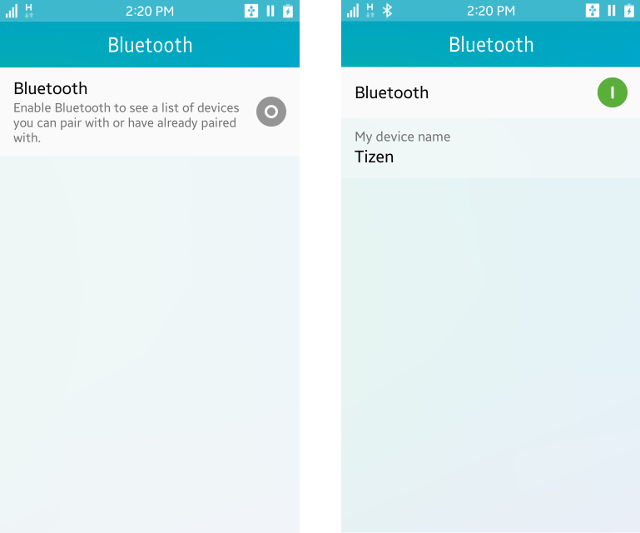 H
2:20 PM
Bluetooth
Bluetooth
Enable Bluetooth to see a list of devices
you can pair with or have already paired
with.
H
2:20 PM
Bluetooth
Bluetooth
My device name
Tizen